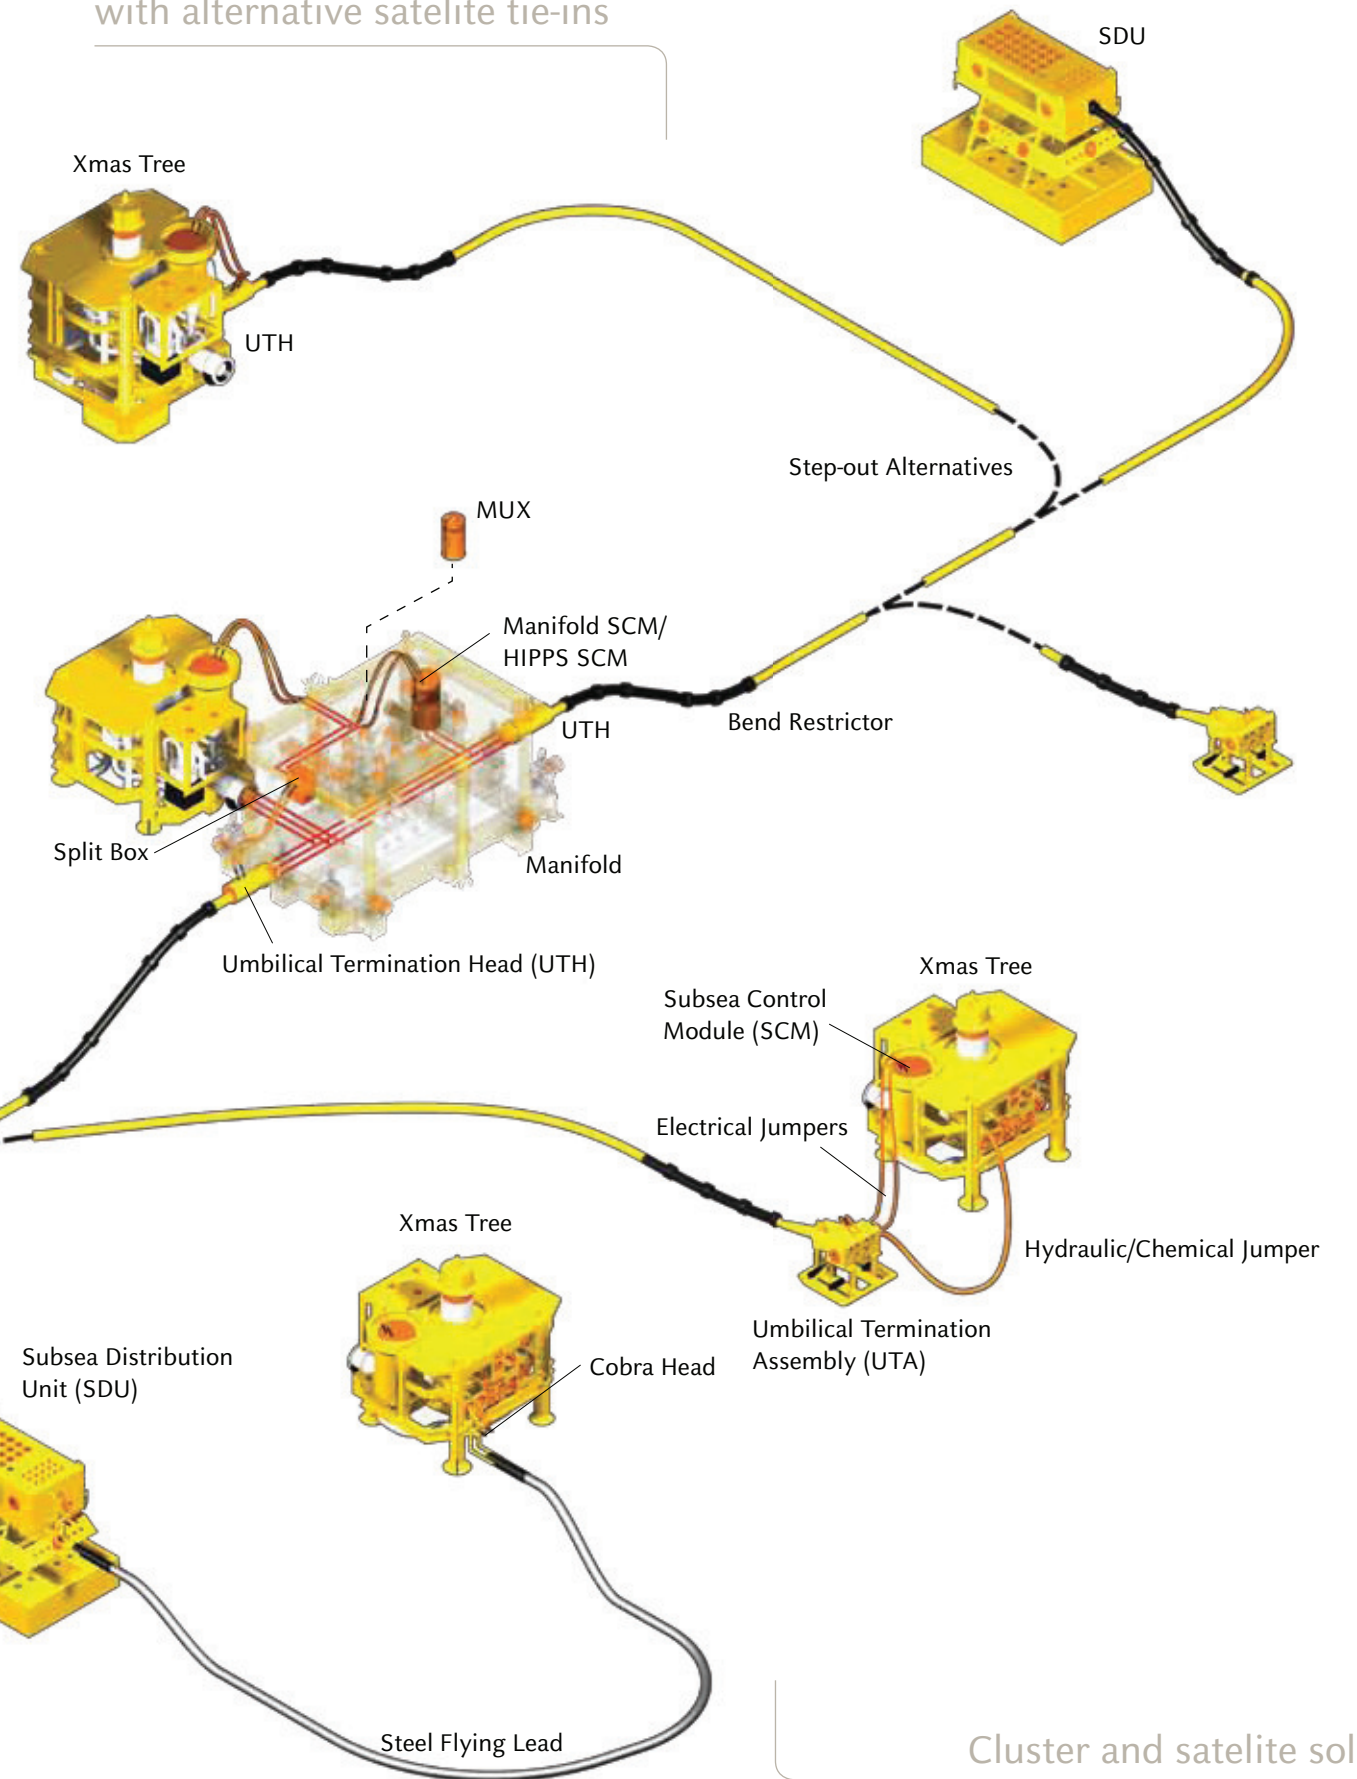 with alternative satelite tie-ins
SDU
Xmas Tree
UTH
Step-out Alternatives
MUX
Manifold SCM/
HIPPS SCM
UTH
Bend Restrictor
Split Box
Manifold
Umbilical Termination Head (UTH)
Xmas Tree
Subsea Control
Module (SCM)
Electrical Jumpers
Xmas Tree
Hydraulic/Chemical Jumper
Umbilical Termination
Assembly (UTA)
Subsea Distribution
Unit (SDU)
Cobra Head
Steel Flying Lead
Cluster and satelite sol